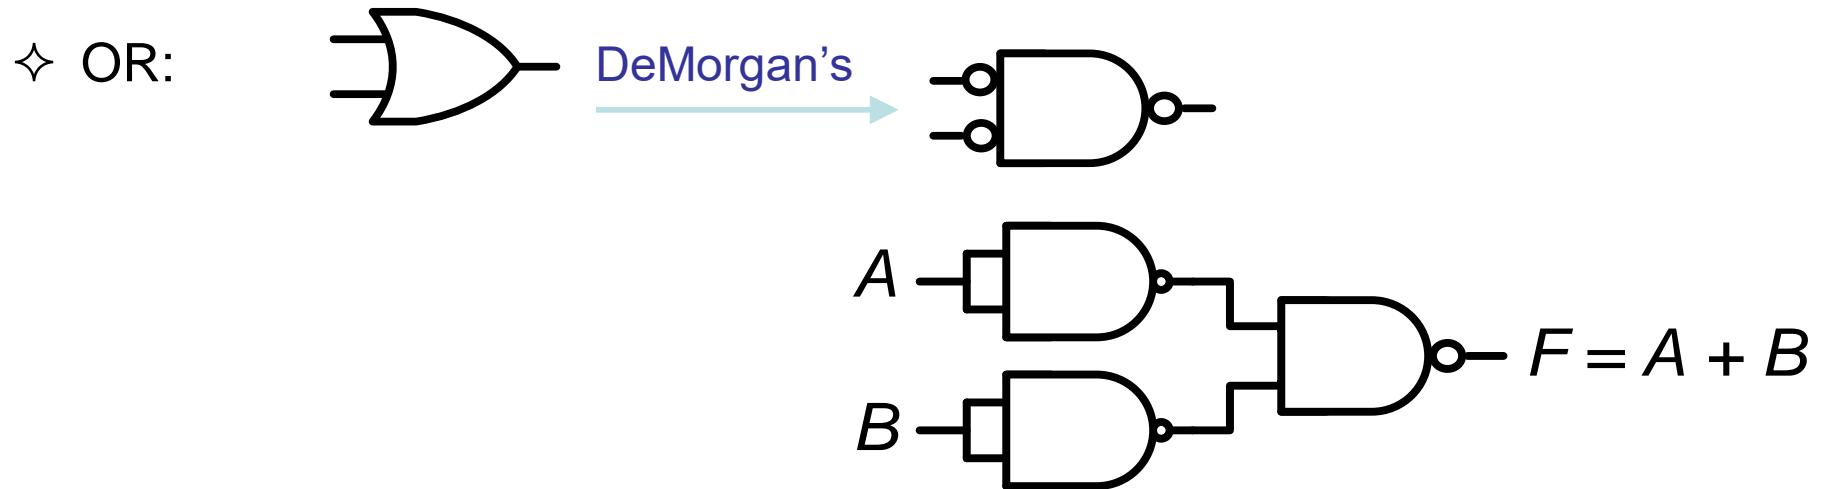 ✧ OR:
DeMorgan’s
A
B
F = A + B